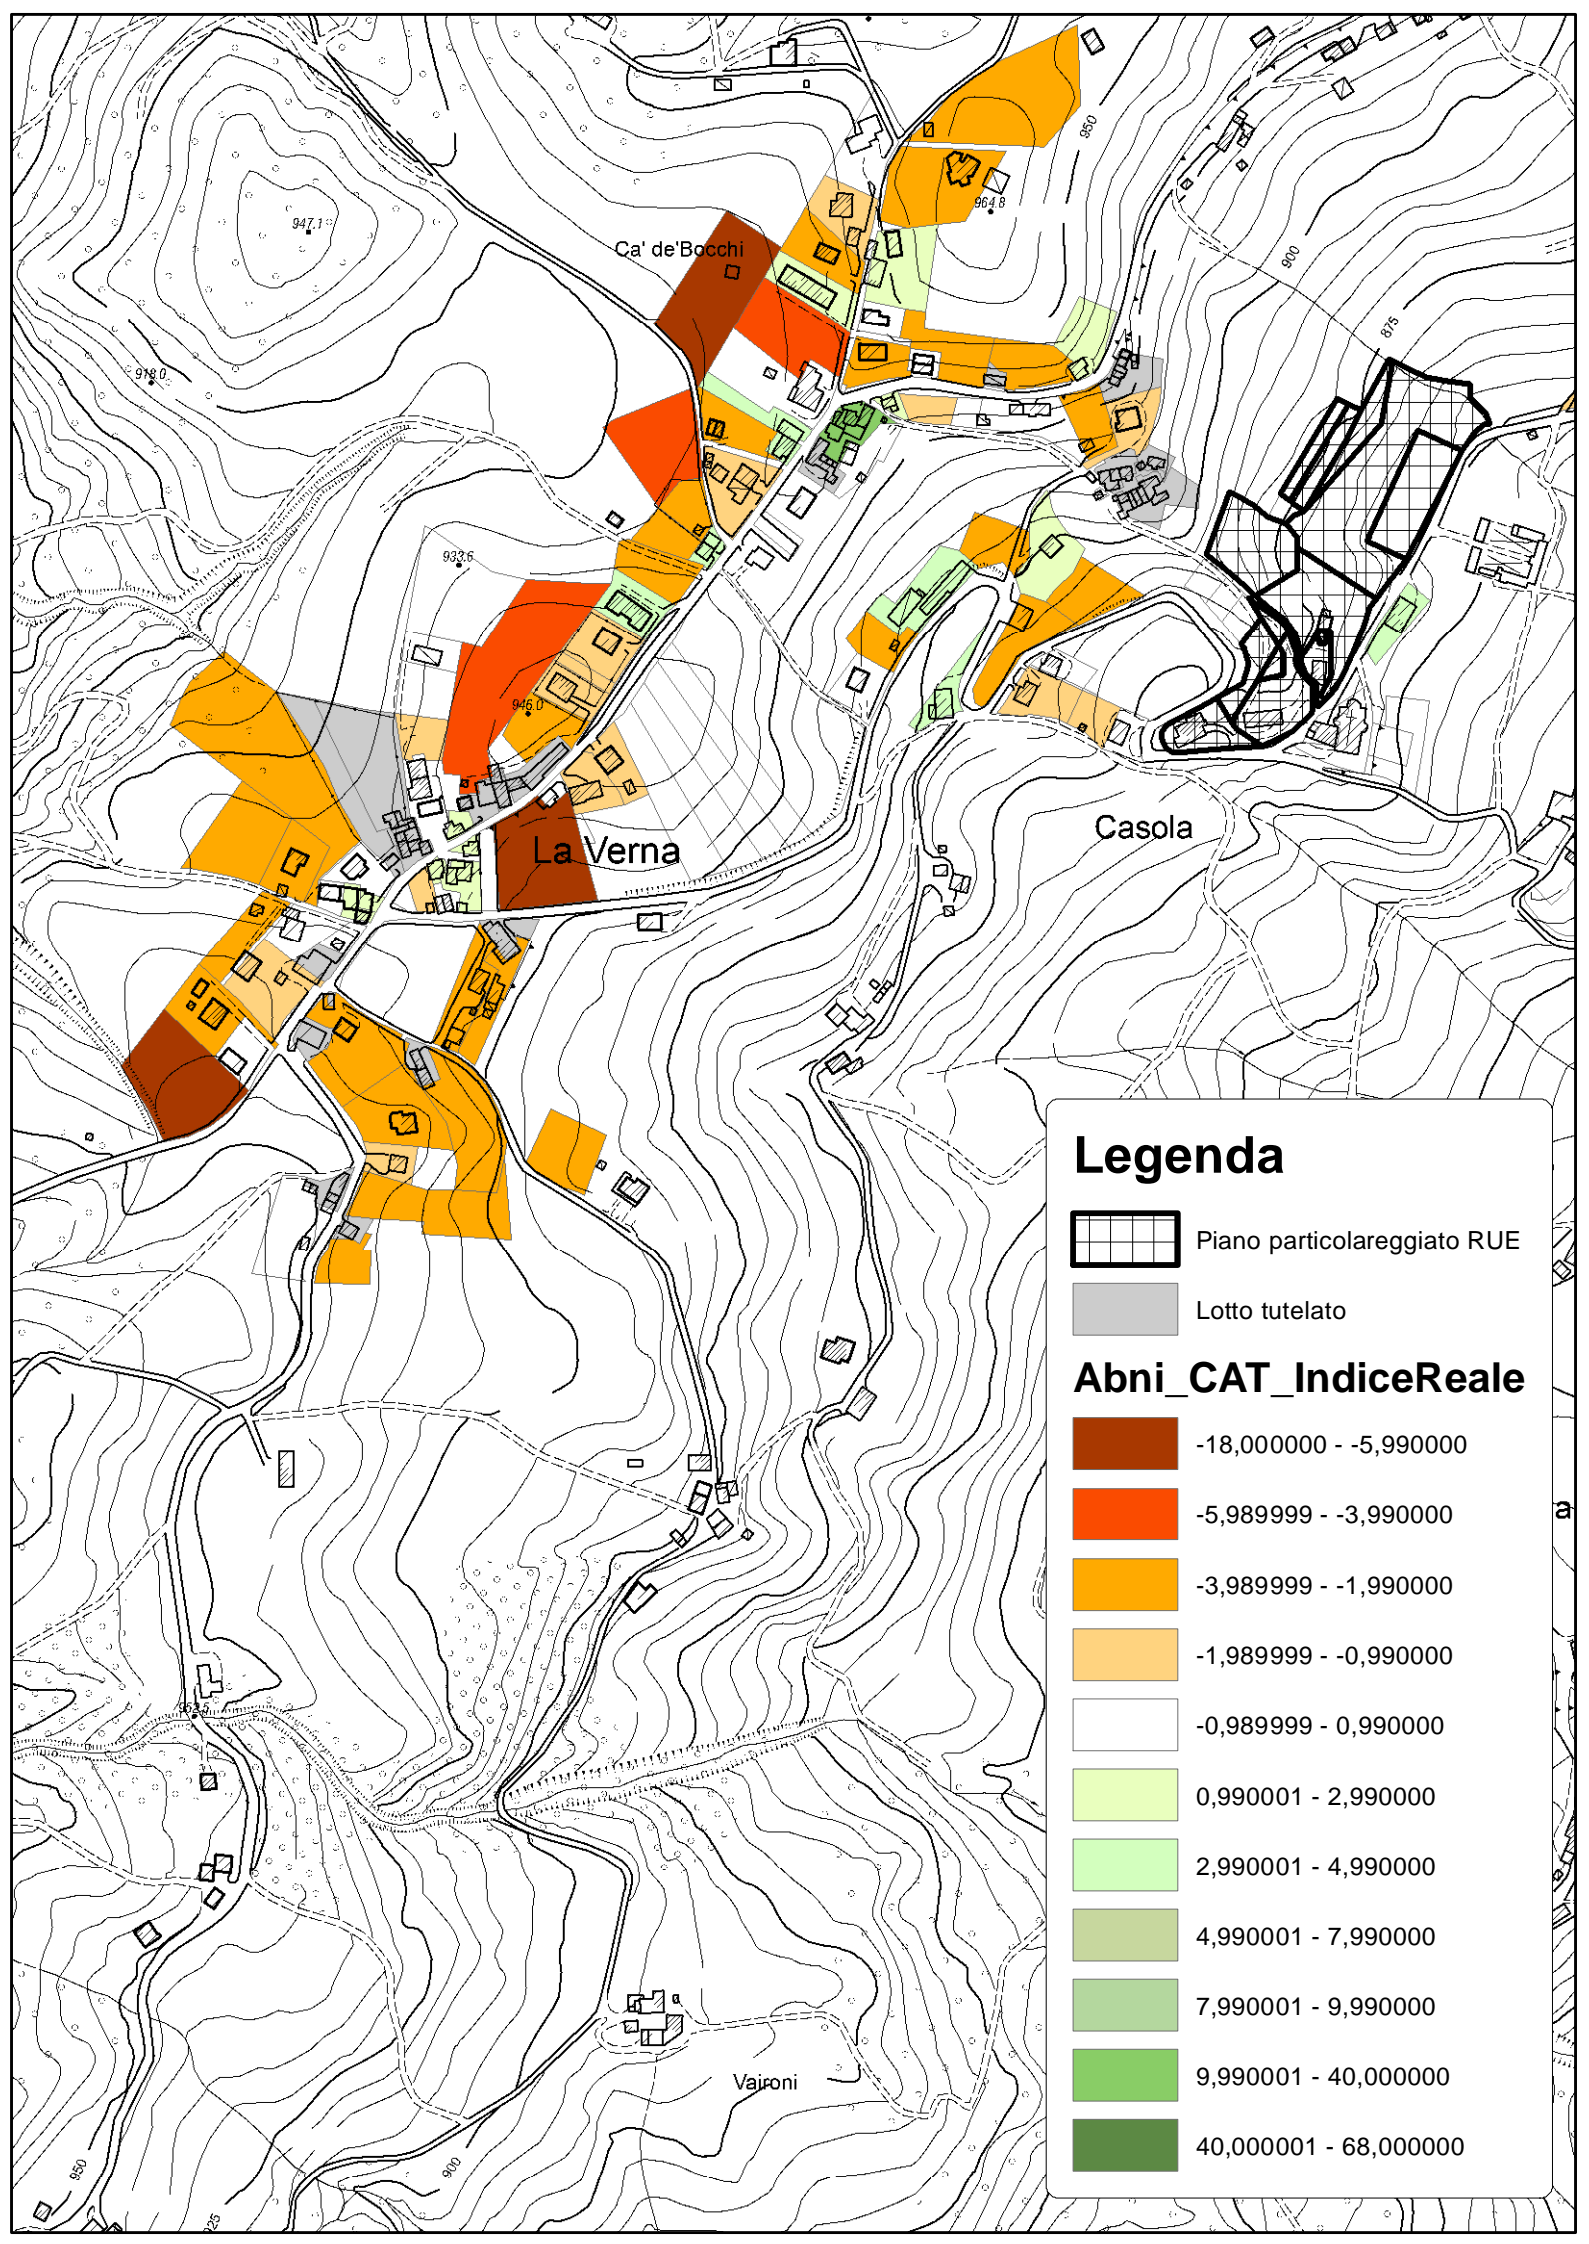 950
964.8
947.1
Ca' de'Bocchi
900
875
918.0
933.6
946.0
La Verna
Casola
Legenda
Piano particolareggiato RUE
Lotto tutelato
Abni_CAT_IndiceReale
-18,000000 - -5,990000
-5,989999 - -3,990000
a
-3,989999 - -1,990000
-1,989999 - -0,990000
-0,989999 - 0,990000
952.5
0,990001 - 2,990000
2,990001 - 4,990000
4,990001 - 7,990000
7,990001 - 9,990000
9,990001 - 40,000000
Vaironi
40,000001 - 68,000000
950
900
925